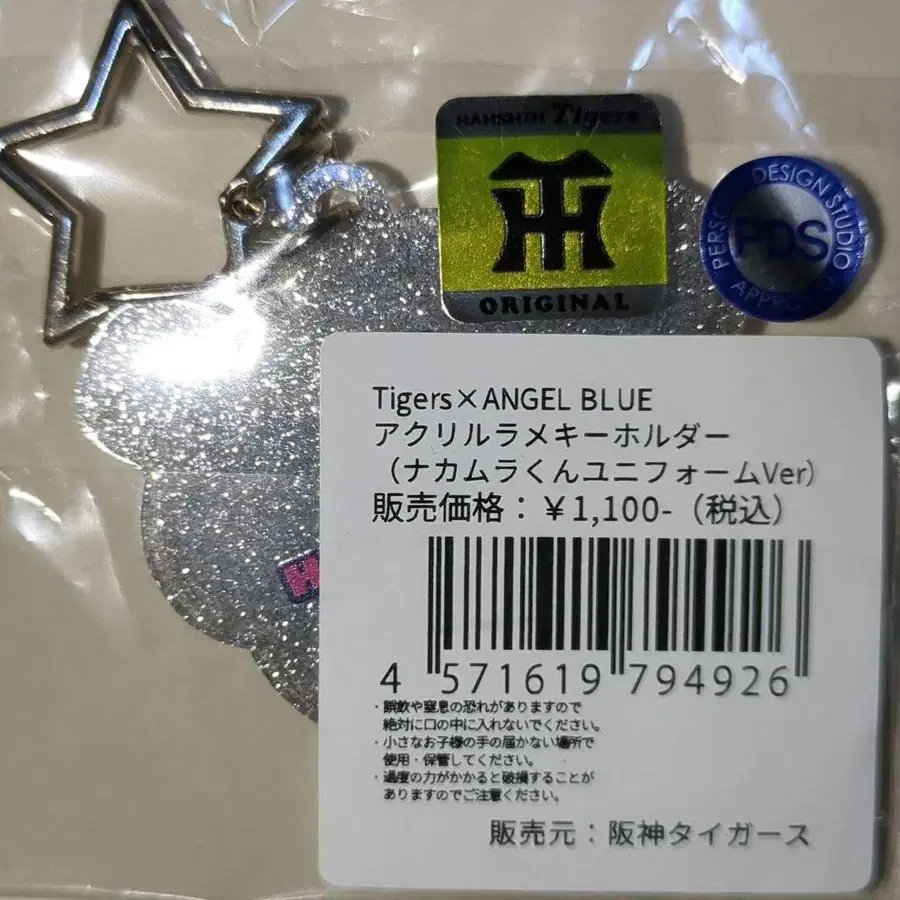 HANSHIN Tigers
TH
ORIGINAL
DESIGN STUDIO
PDS
Tigers×ANGEL BLUE
アクリルラメキーホルダー
（ナカムラくんユニフォームVer）
販売価格：￥1,100-（税込）
4 571619 794926
・誤飲や窒息の恐れがありますので
絶対に口の中に入れないでください。
・小さなお子様の手の届かない場所で
使用・保管してください。
・過度の力がかかると破損することが
ありますのでご注意ください。
販売元：阪神タイガース